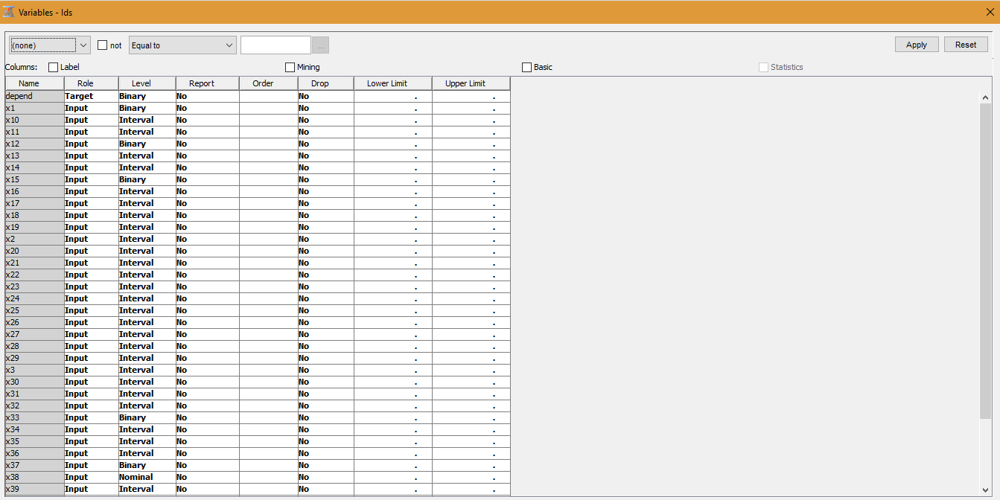 Variables - Ids
(none) not Equal to ... Apply Reset
Columns: Label Mining Basic Statistics
Name Role Level Report Order Drop Lower Limit Upper Limit
depend Target Binary No No . .
x1 Input Binary No No . .
x10 Input Interval No No . .
x11 Input Interval No No . .
x12 Input Binary No No . .
x13 Input Interval No No . .
x14 Input Interval No No . .
x15 Input Binary No No . .
x16 Input Interval No No . .
x17 Input Interval No No . .
x18 Input Interval No No . .
x19 Input Interval No No . .
x2 Input Interval No No . .
x20 Input Interval No No . .
x21 Input Interval No No . .
x22 Input Interval No No . .
x23 Input Interval No No . .
x24 Input Interval No No . .
x25 Input Interval No No . .
x26 Input Interval No No . .
x27 Input Interval No No . .
x28 Input Interval No No . .
x29 Input Interval No No . .
x3 Input Interval No No . .
x30 Input Interval No No . .
x31 Input Interval No No . .
x32 Input Interval No No . .
x33 Input Binary No No . .
x34 Input Interval No No . .
x35 Input Interval No No . .
x36 Input Interval No No . .
x37 Input Binary No No . .
x38 Input Nominal No No . .
x39 Input Interval No No . .